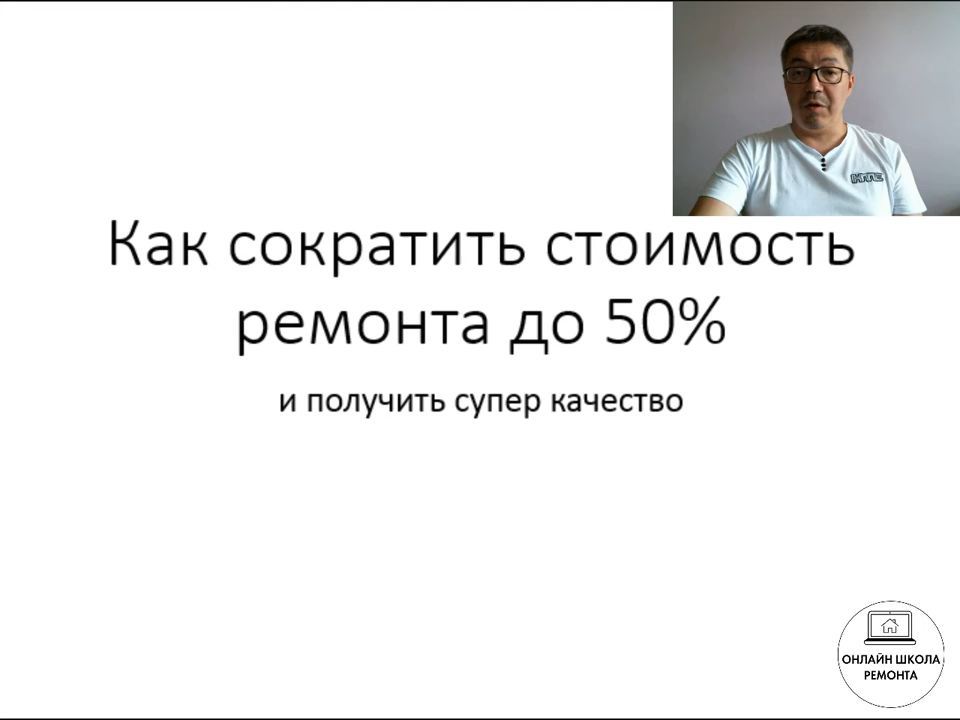 Как сократить стоимость
ремонта до 50%
и получить супер качество
ОНЛАЙН ШКОЛА
РЕМОНТА